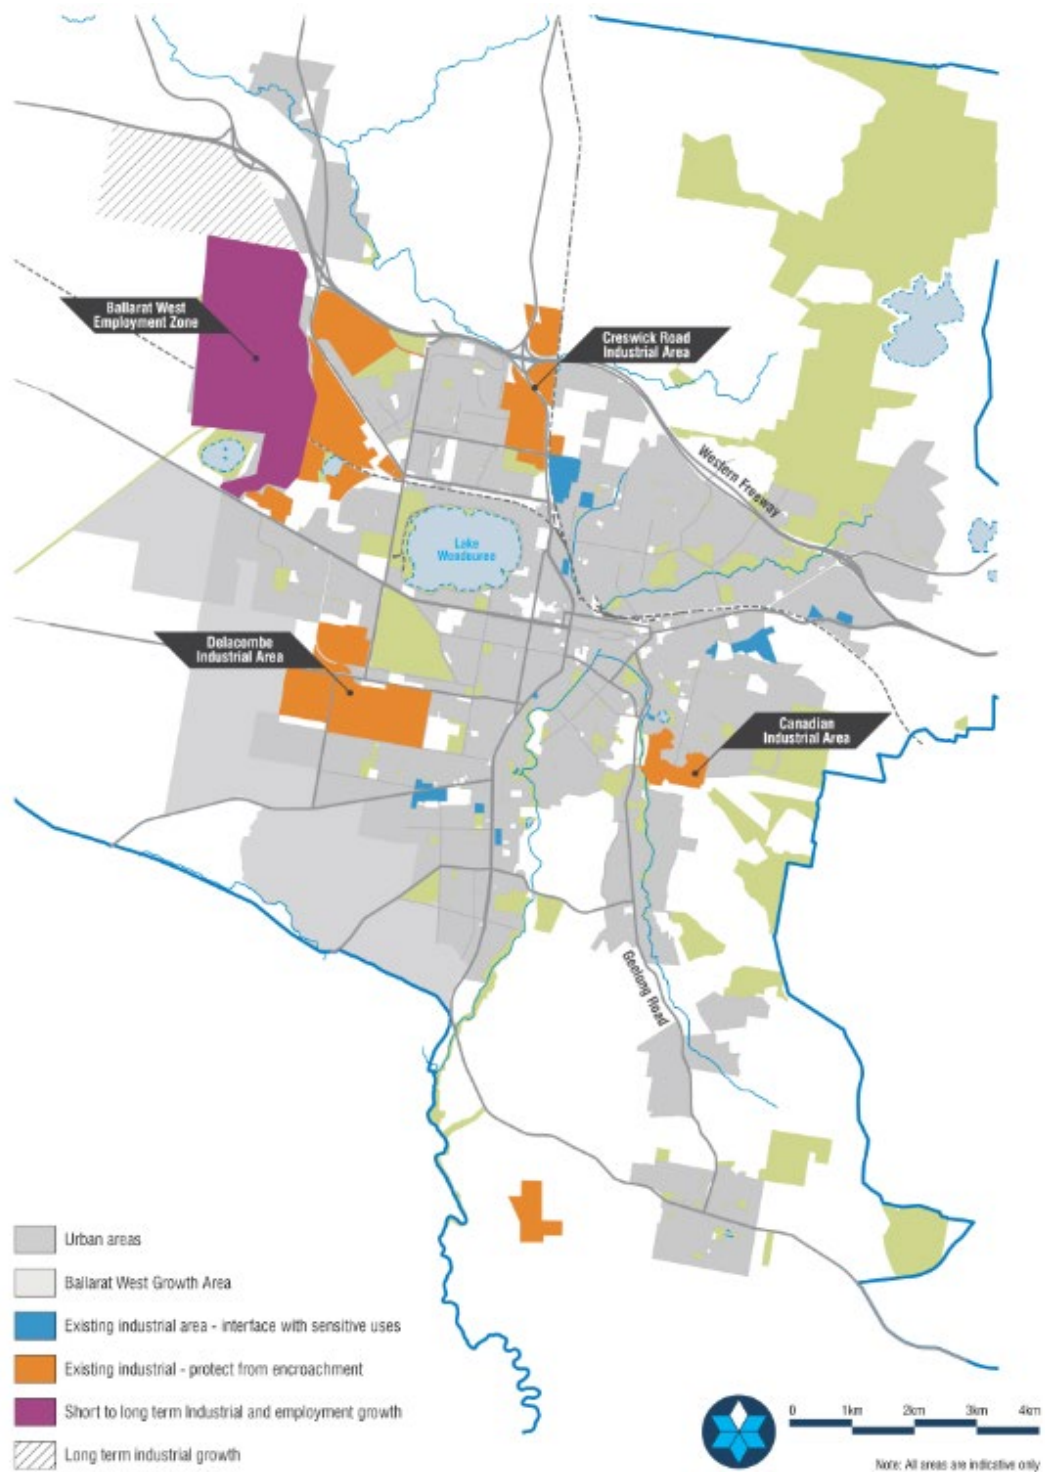 Ballarat West
Employment Zone
Creswick Road
Industrial Area
Western Freeway
Lake
Wendouree
Delacombe
Industrial Area
Canadian
Industrial Area
Geelong Road
Urban areas
Ballarat West Growth Area
Existing industrial area - interface with sensitive uses
Existing industrial - protect from encroachment
Short to long term Industrial and employment growth
Long term industrial growth
0 1km 2km 3km 4km
Note: All areas are indicative only